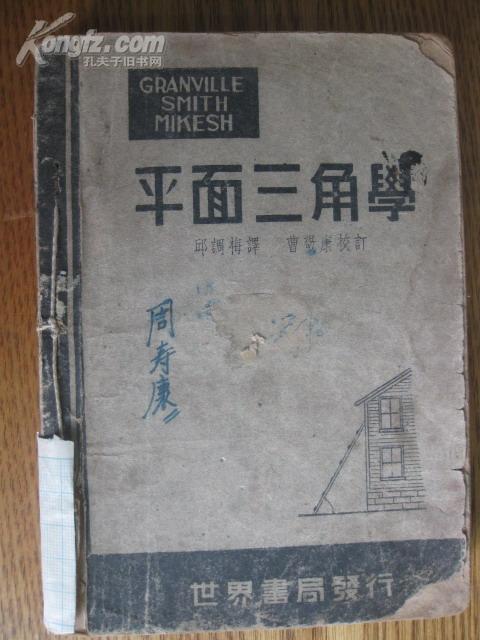 Kongfz.com
孔夫子旧书网
GRANVILLE
SMITH
MIKESH
平面三角學
邱調梅譯 曹 康校訂
周寿康
世界書局發行